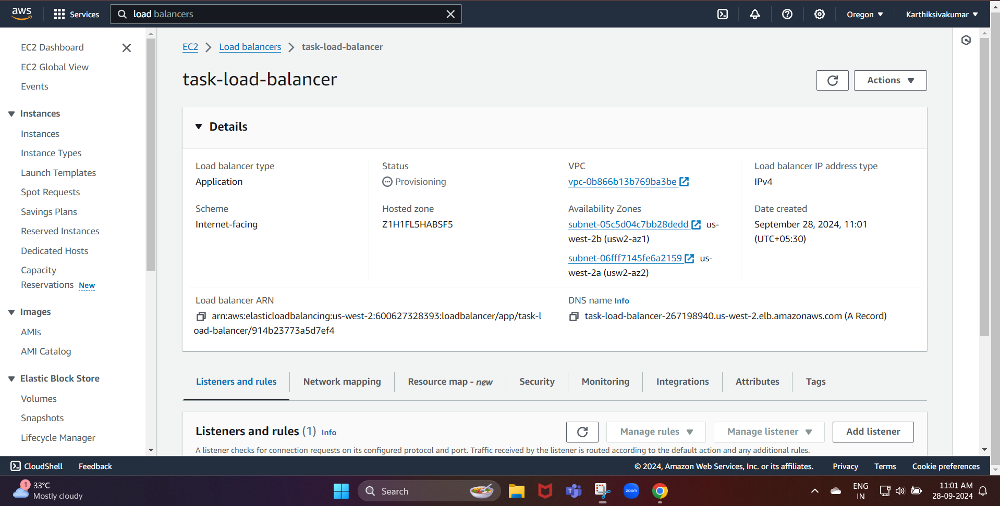 aws
Services
load balancers
Oregon
Karthiksivakumar
EC2 Dashboard
EC2 Global View
Events
Instances
Instances
Instance Types
Launch Templates
Spot Requests
Savings Plans
Reserved Instances
Dedicated Hosts
Capacity
Reservations New
Images
AMIs
AMI Catalog
Elastic Block Store
Volumes
Snapshots
Lifecycle Manager
EC2 Load balancers task-load-balancer
task-load-balancer
Actions
Details
Load balancer type
Application
Status
Provisioning
VPC
vpc-0b866b13b769ba3be
Load balancer IP address type
IPv4
Scheme
Internet-facing
Hosted zone
Z1H1FL5HABSF5
Availability Zones
subnet-05c5d04c7bb28dedd us-
west-2b (usw2-az1)
subnet-06fff7145fe6a2159 us-
west-2a (usw2-az2)
Date created
September 28, 2024, 11:01
(UTC+05:30)
Load balancer ARN
arn:aws:elasticloadbalancing:us-west-2:600627328393:loadbalancer/app/task-l
oad-balancer/914b23773a5d7ef4
DNS name Info
task-load-balancer-267198940.us-west-2.elb.amazonaws.com (A Record)
Listeners and rules
Network mapping
Resource map - new
Security
Monitoring
Integrations
Attributes
Tags
Listeners and rules (1) Info
Manage rules
Manage listener
Add listener
A listener checks for connection requests on its configured protocol and port. Traffic received by the listener is routed according to the default action and any additional rules.
CloudShell
Feedback
© 2024, Amazon Web Services, Inc. or its affiliates.
Privacy
Terms
Cookie preferences
1
33°C
Mostly cloudy
Search
T
zoom
ENG
IN
11:01 AM
28-09-2024